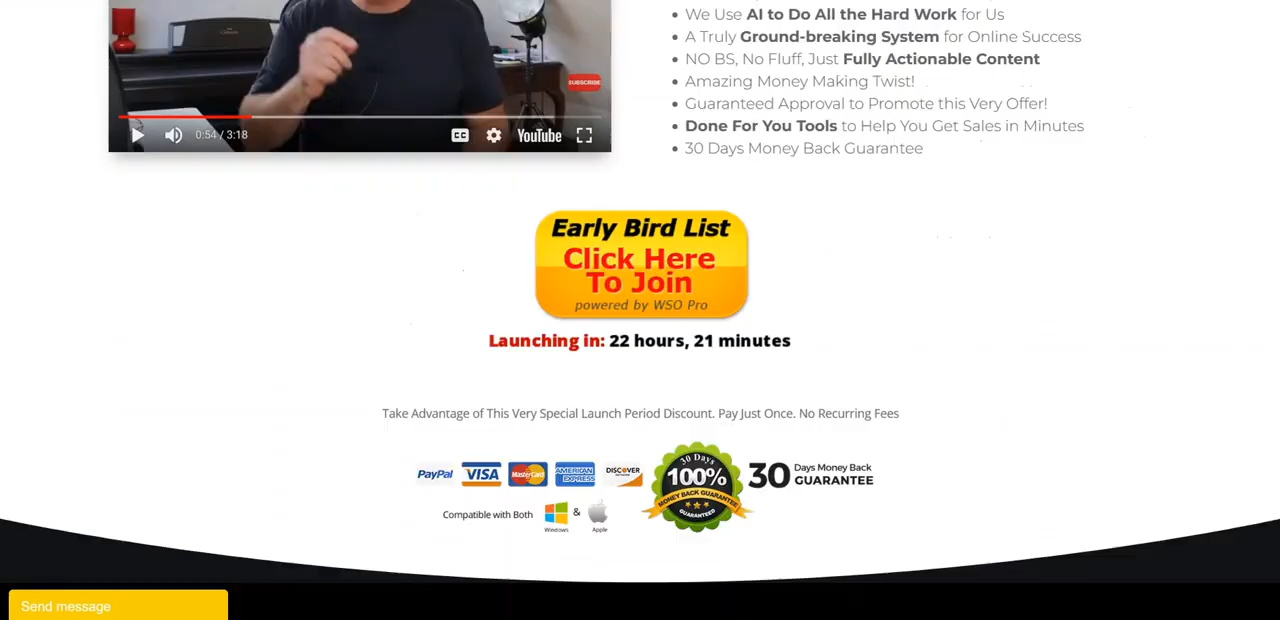 We Use AI to Do All the Hard Work for Us
A Truly Ground-breaking System for Online Success
NO BS, No Fluff, Just Fully Actionable Content
Amazing Money Making Twist!
Guaranteed Approval to Promote this Very Offer!
Done For You Tools to Help You Get Sales in Minutes
30 Days Money Back Guarantee
SUBSCRIBE
0:54 / 3:18
CC
YouTube
Early Bird List
Click Here
To Join
powered by WSO Pro
Launching in: 22 hours, 21 minutes
Take Advantage of This Very Special Launch Period Discount. Pay Just Once. No Recurring Fees
PayPal VISA MasterCard AMERICAN EXPRESS DISCOVER
30 Days
100%
MONEY BACK GUARANTEE
GUARANTEED
30 Days Money Back
GUARANTEE
Compatible with Both
Windows
&
Apple
Send message